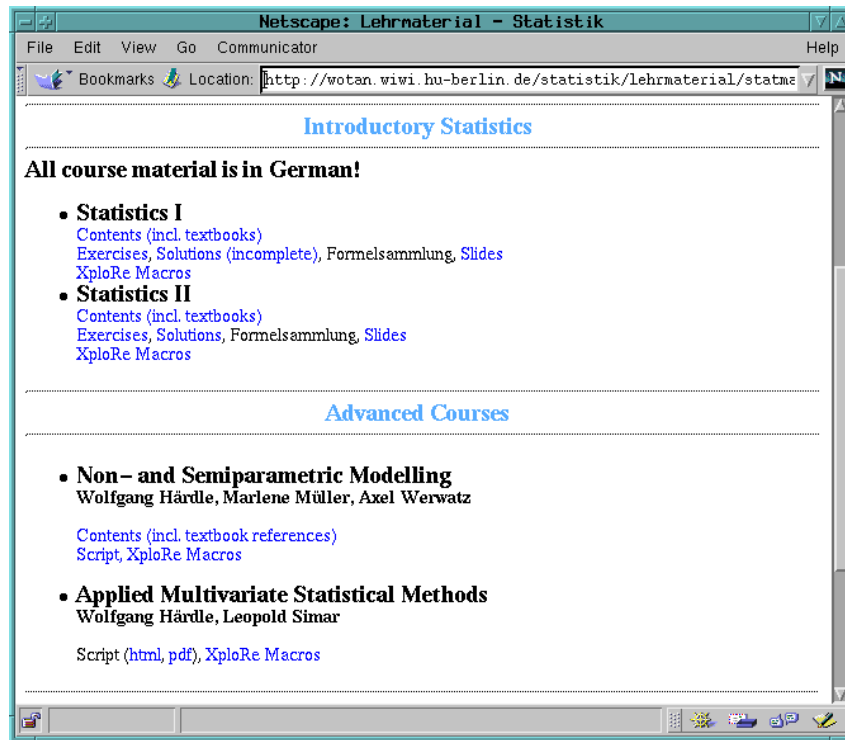 Netscape: Lehrmaterial - Statistik
File Edit View Go Communicator Help
Bookmarks Location: http://wotan.wiwi.hu-berlin.de/statistik/lehrmaterial/statma N
Introductory Statistics
All course material is in German!
• Statistics I
Contents (incl. textbooks)
Exercises, Solutions (incomplete), Formelsammlung, Slides
XploRe Macros
• Statistics II
Contents (incl. textbooks)
Exercises, Solutions, Formelsammlung, Slides
XploRe Macros
Advanced Courses
• Non- and Semiparametric Modelling
Wolfgang Härdle, Marlene Müller, Axel Werwatz
Contents (incl. textbook references)
Script, XploRe Macros
• Applied Multivariate Statistical Methods
Wolfgang Härdle, Leopold Simar
Script (html, pdf), XploRe Macros